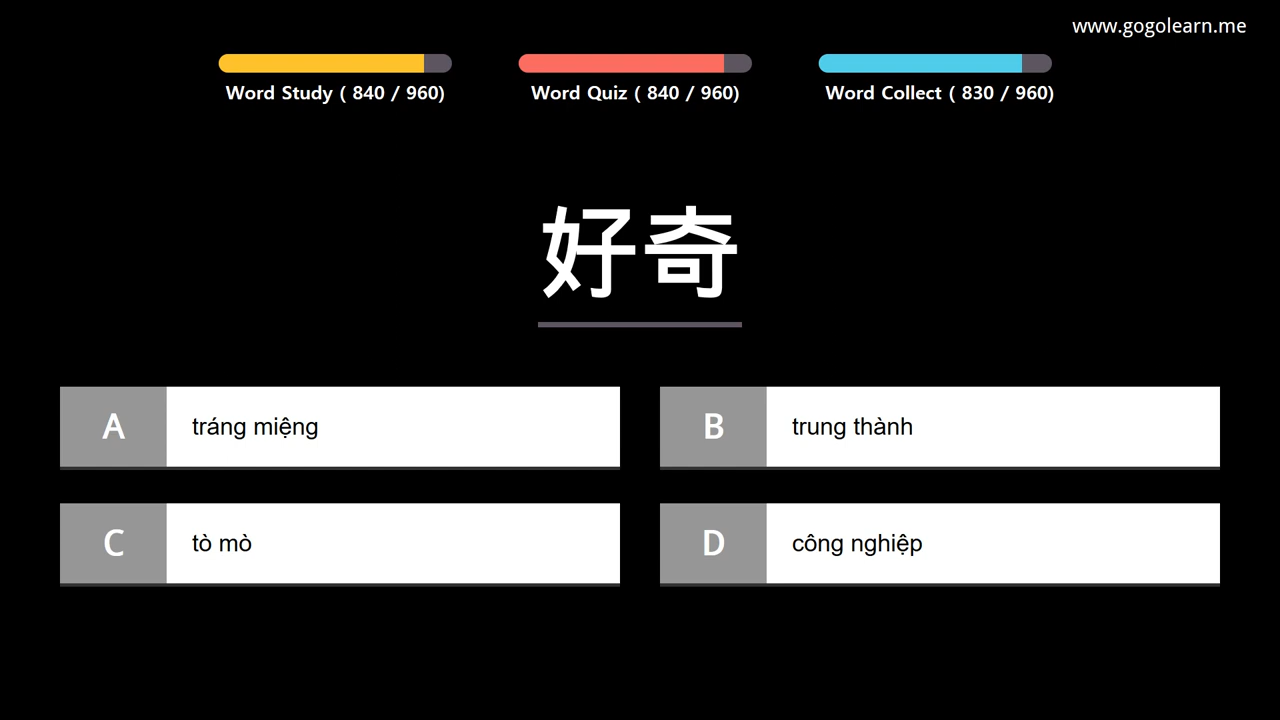 www.gogolearn.me
Word Study ( 840 / 960)
Word Quiz ( 840 / 960)
Word Collect ( 830 / 960)
好奇
A tráng miệng
B trung thành
C tò mò
D công nghiệp